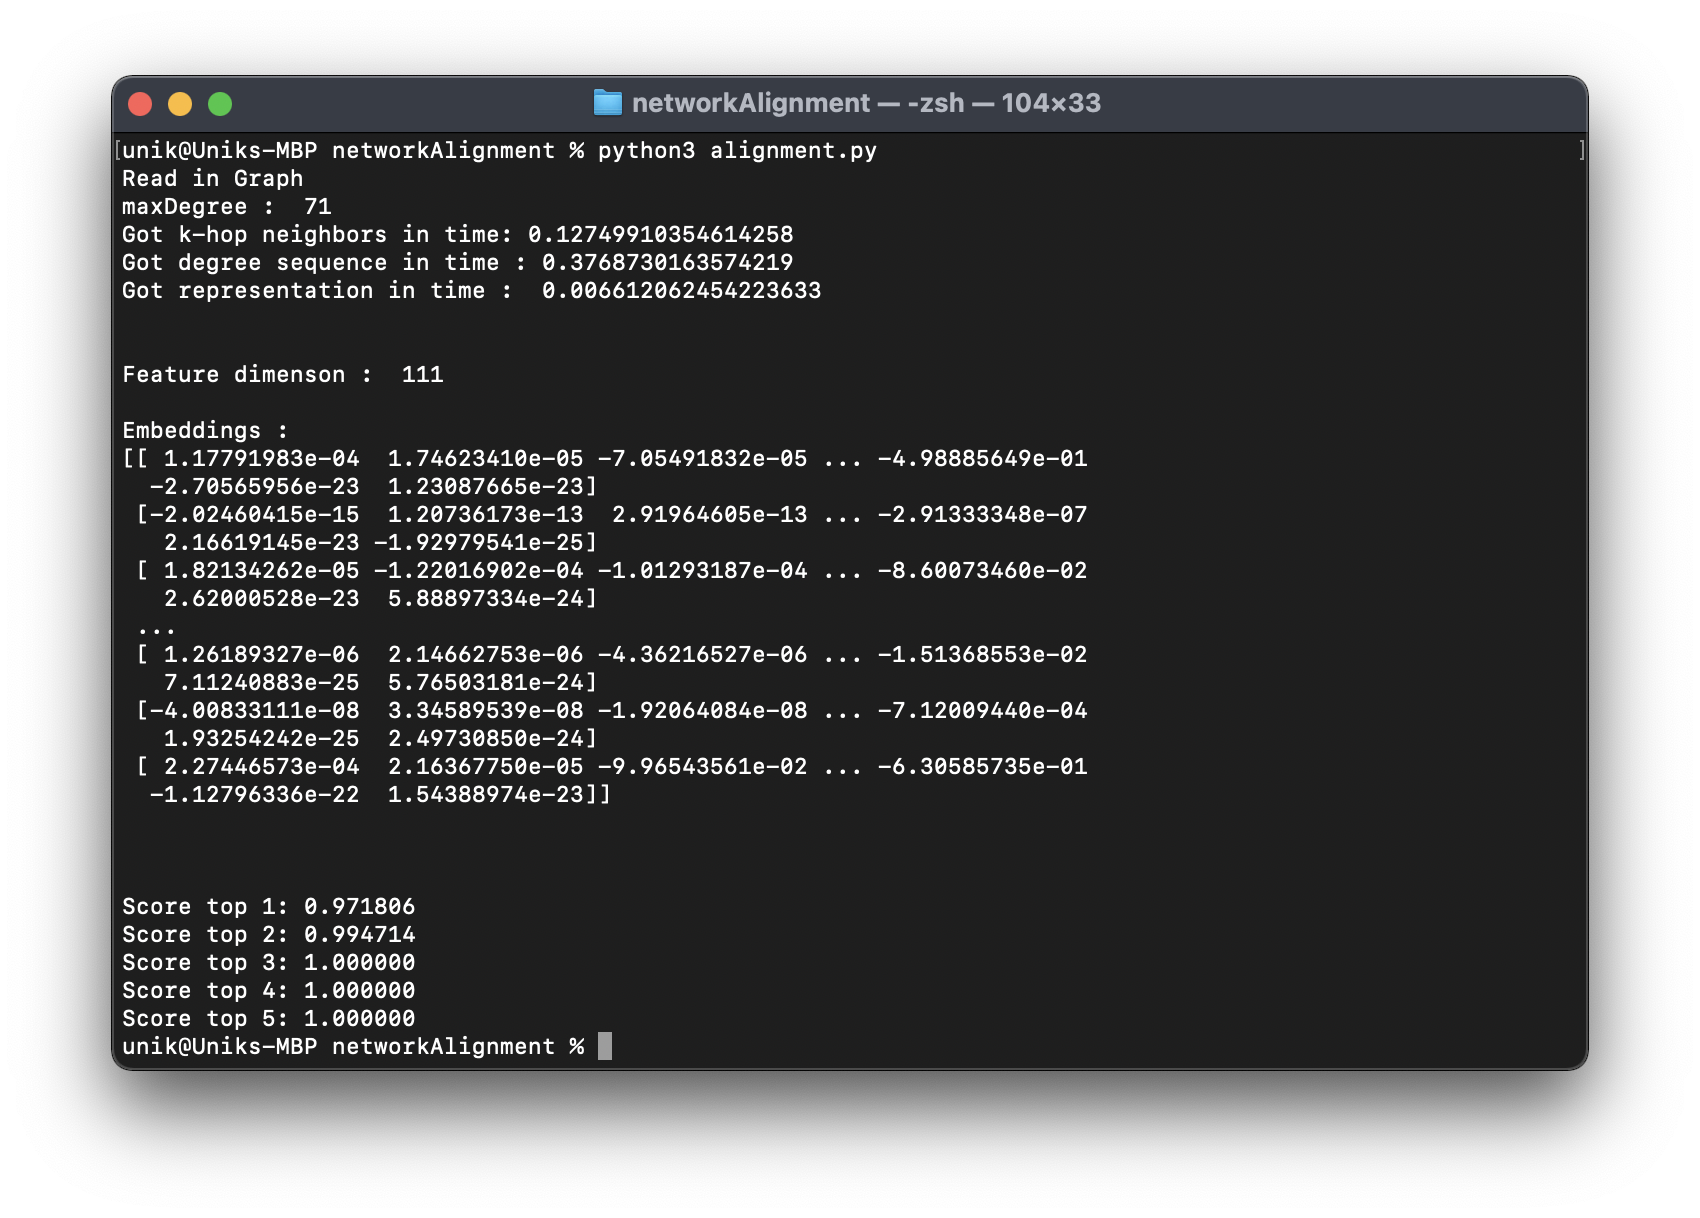 networkAlignment — -zsh — 104×33
[unik@Uniks-MBP networkAlignment % python3 alignment.py ]
Read in Graph
maxDegree :  71
Got k-hop neighbors in time: 0.12749910354614258
Got degree sequence in time : 0.3768730163574219
Got representation in time :  0.006612062454223633
Feature dimenson :  111
Embeddings :
[[ 1.17791983e-04  1.74623410e-05 -7.05491832e-05 ... -4.98885649e-01
  -2.70565956e-23  1.23087665e-23]
 [-2.02460415e-15  1.20736173e-13  2.91964605e-13 ... -2.91333348e-07
   2.16619145e-23 -1.92979541e-25]
 [ 1.82134262e-05 -1.22016902e-04 -1.01293187e-04 ... -8.60073460e-02
   2.62000528e-23  5.88897334e-24]
 ...
 [ 1.26189327e-06  2.14662753e-06 -4.36216527e-06 ... -1.51368553e-02
   7.11240883e-25  5.76503181e-24]
 [-4.00833111e-08  3.34589539e-08 -1.92064084e-08 ... -7.12009440e-04
   1.93254242e-25  2.49730850e-24]
 [ 2.27446573e-04  2.16367750e-05 -9.96543561e-02 ... -6.30585735e-01
  -1.12796336e-22  1.54388974e-23]]
Score top 1: 0.971806
Score top 2: 0.994714
Score top 3: 1.000000
Score top 4: 1.000000
Score top 5: 1.000000
unik@Uniks-MBP networkAlignment %